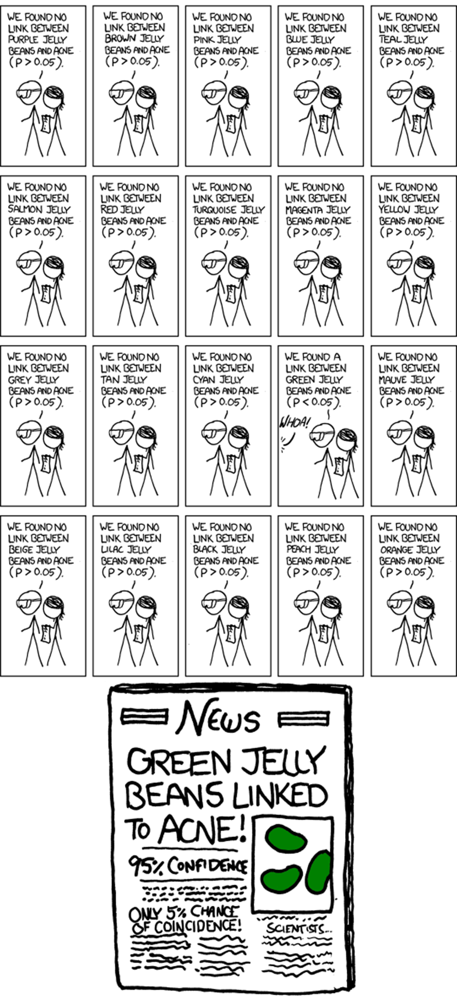 WE FOUND NO
LINK BETWEEN
PURPLE JELLY
BEANS AND ACNE
(P > 0.05).
WE FOUND NO
LINK BETWEEN
BROWN JELLY
BEANS AND ACNE
(P > 0.05).
WE FOUND NO
LINK BETWEEN
PINK JELLY
BEANS AND ACNE
(P > 0.05).
WE FOUND NO
LINK BETWEEN
BLUE JELLY
BEANS AND ACNE
(P > 0.05).
WE FOUND NO
LINK BETWEEN
TEAL JELLY
BEANS AND ACNE
(P > 0.05).
WE FOUND NO
LINK BETWEEN
SALMON JELLY
BEANS AND ACNE
(P > 0.05).
WE FOUND NO
LINK BETWEEN
RED JELLY
BEANS AND ACNE
(P > 0.05).
WE FOUND NO
LINK BETWEEN
TURQUOISE JELLY
BEANS AND ACNE
(P > 0.05).
WE FOUND NO
LINK BETWEEN
MAGENTA JELLY
BEANS AND ACNE
(P > 0.05).
WE FOUND NO
LINK BETWEEN
YELLOW JELLY
BEANS AND ACNE
(P > 0.05).
WE FOUND NO
LINK BETWEEN
GREY JELLY
BEANS AND ACNE
(P > 0.05).
WE FOUND NO
LINK BETWEEN
TAN JELLY
BEANS AND ACNE
(P > 0.05).
WE FOUND NO
LINK BETWEEN
CYAN JELLY
BEANS AND ACNE
(P > 0.05).
WE FOUND A
LINK BETWEEN
GREEN JELLY
BEANS AND ACNE
(P < 0.05).
WHOA!
WE FOUND NO
LINK BETWEEN
MAUVE JELLY
BEANS AND ACNE
(P > 0.05).
WE FOUND NO
LINK BETWEEN
BEIGE JELLY
BEANS AND ACNE
(P > 0.05).
WE FOUND NO
LINK BETWEEN
LILAC JELLY
BEANS AND ACNE
(P > 0.05).
WE FOUND NO
LINK BETWEEN
BLACK JELLY
BEANS AND ACNE
(P > 0.05).
WE FOUND NO
LINK BETWEEN
PEACH JELLY
BEANS AND ACNE
(P > 0.05).
WE FOUND NO
LINK BETWEEN
ORANGE JELLY
BEANS AND ACNE
(P > 0.05).
NEWS
GREEN JELLY
BEANS LINKED
TO ACNE!
95% CONFIDENCE
ONLY 5% CHANCE
OF COINCIDENCE!
SCIENTISTS...